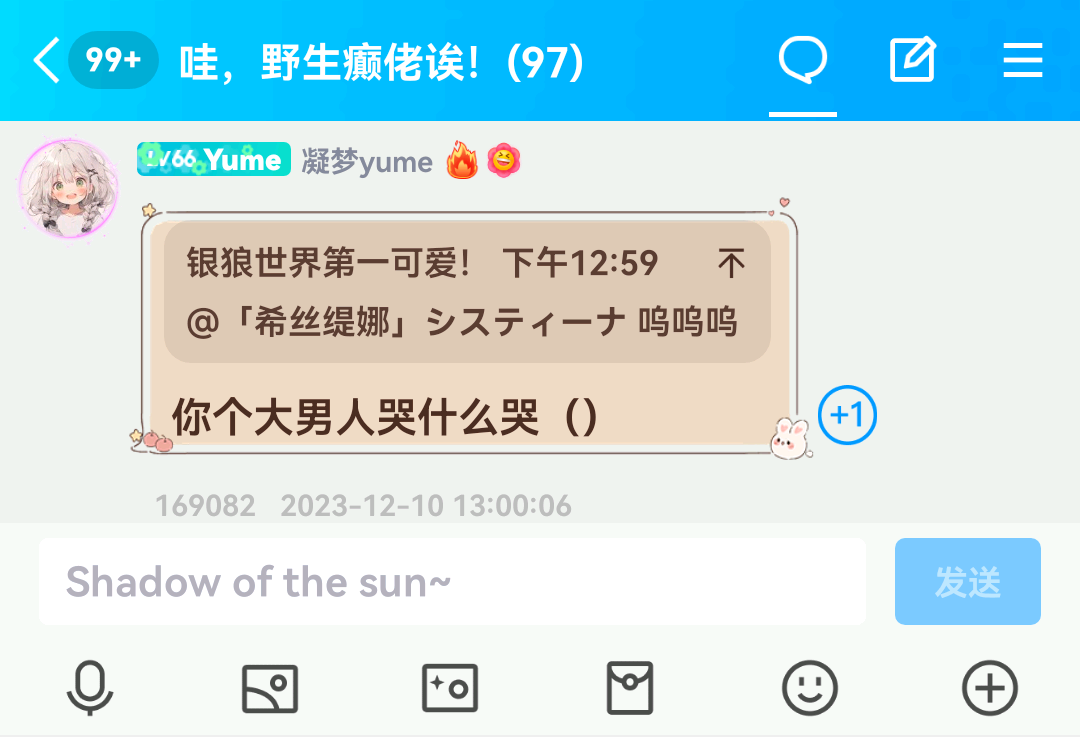 99+ 哇，野生癫佬诶！(97)
LV66 Yume 凝梦yume
银狼世界第一可爱！ 下午12:59
@「希丝缇娜」システィーナ 呜呜呜
你个大男人哭什么哭（）
+1
169082 2023-12-10 13:00:06
Shadow of the sun~
发送